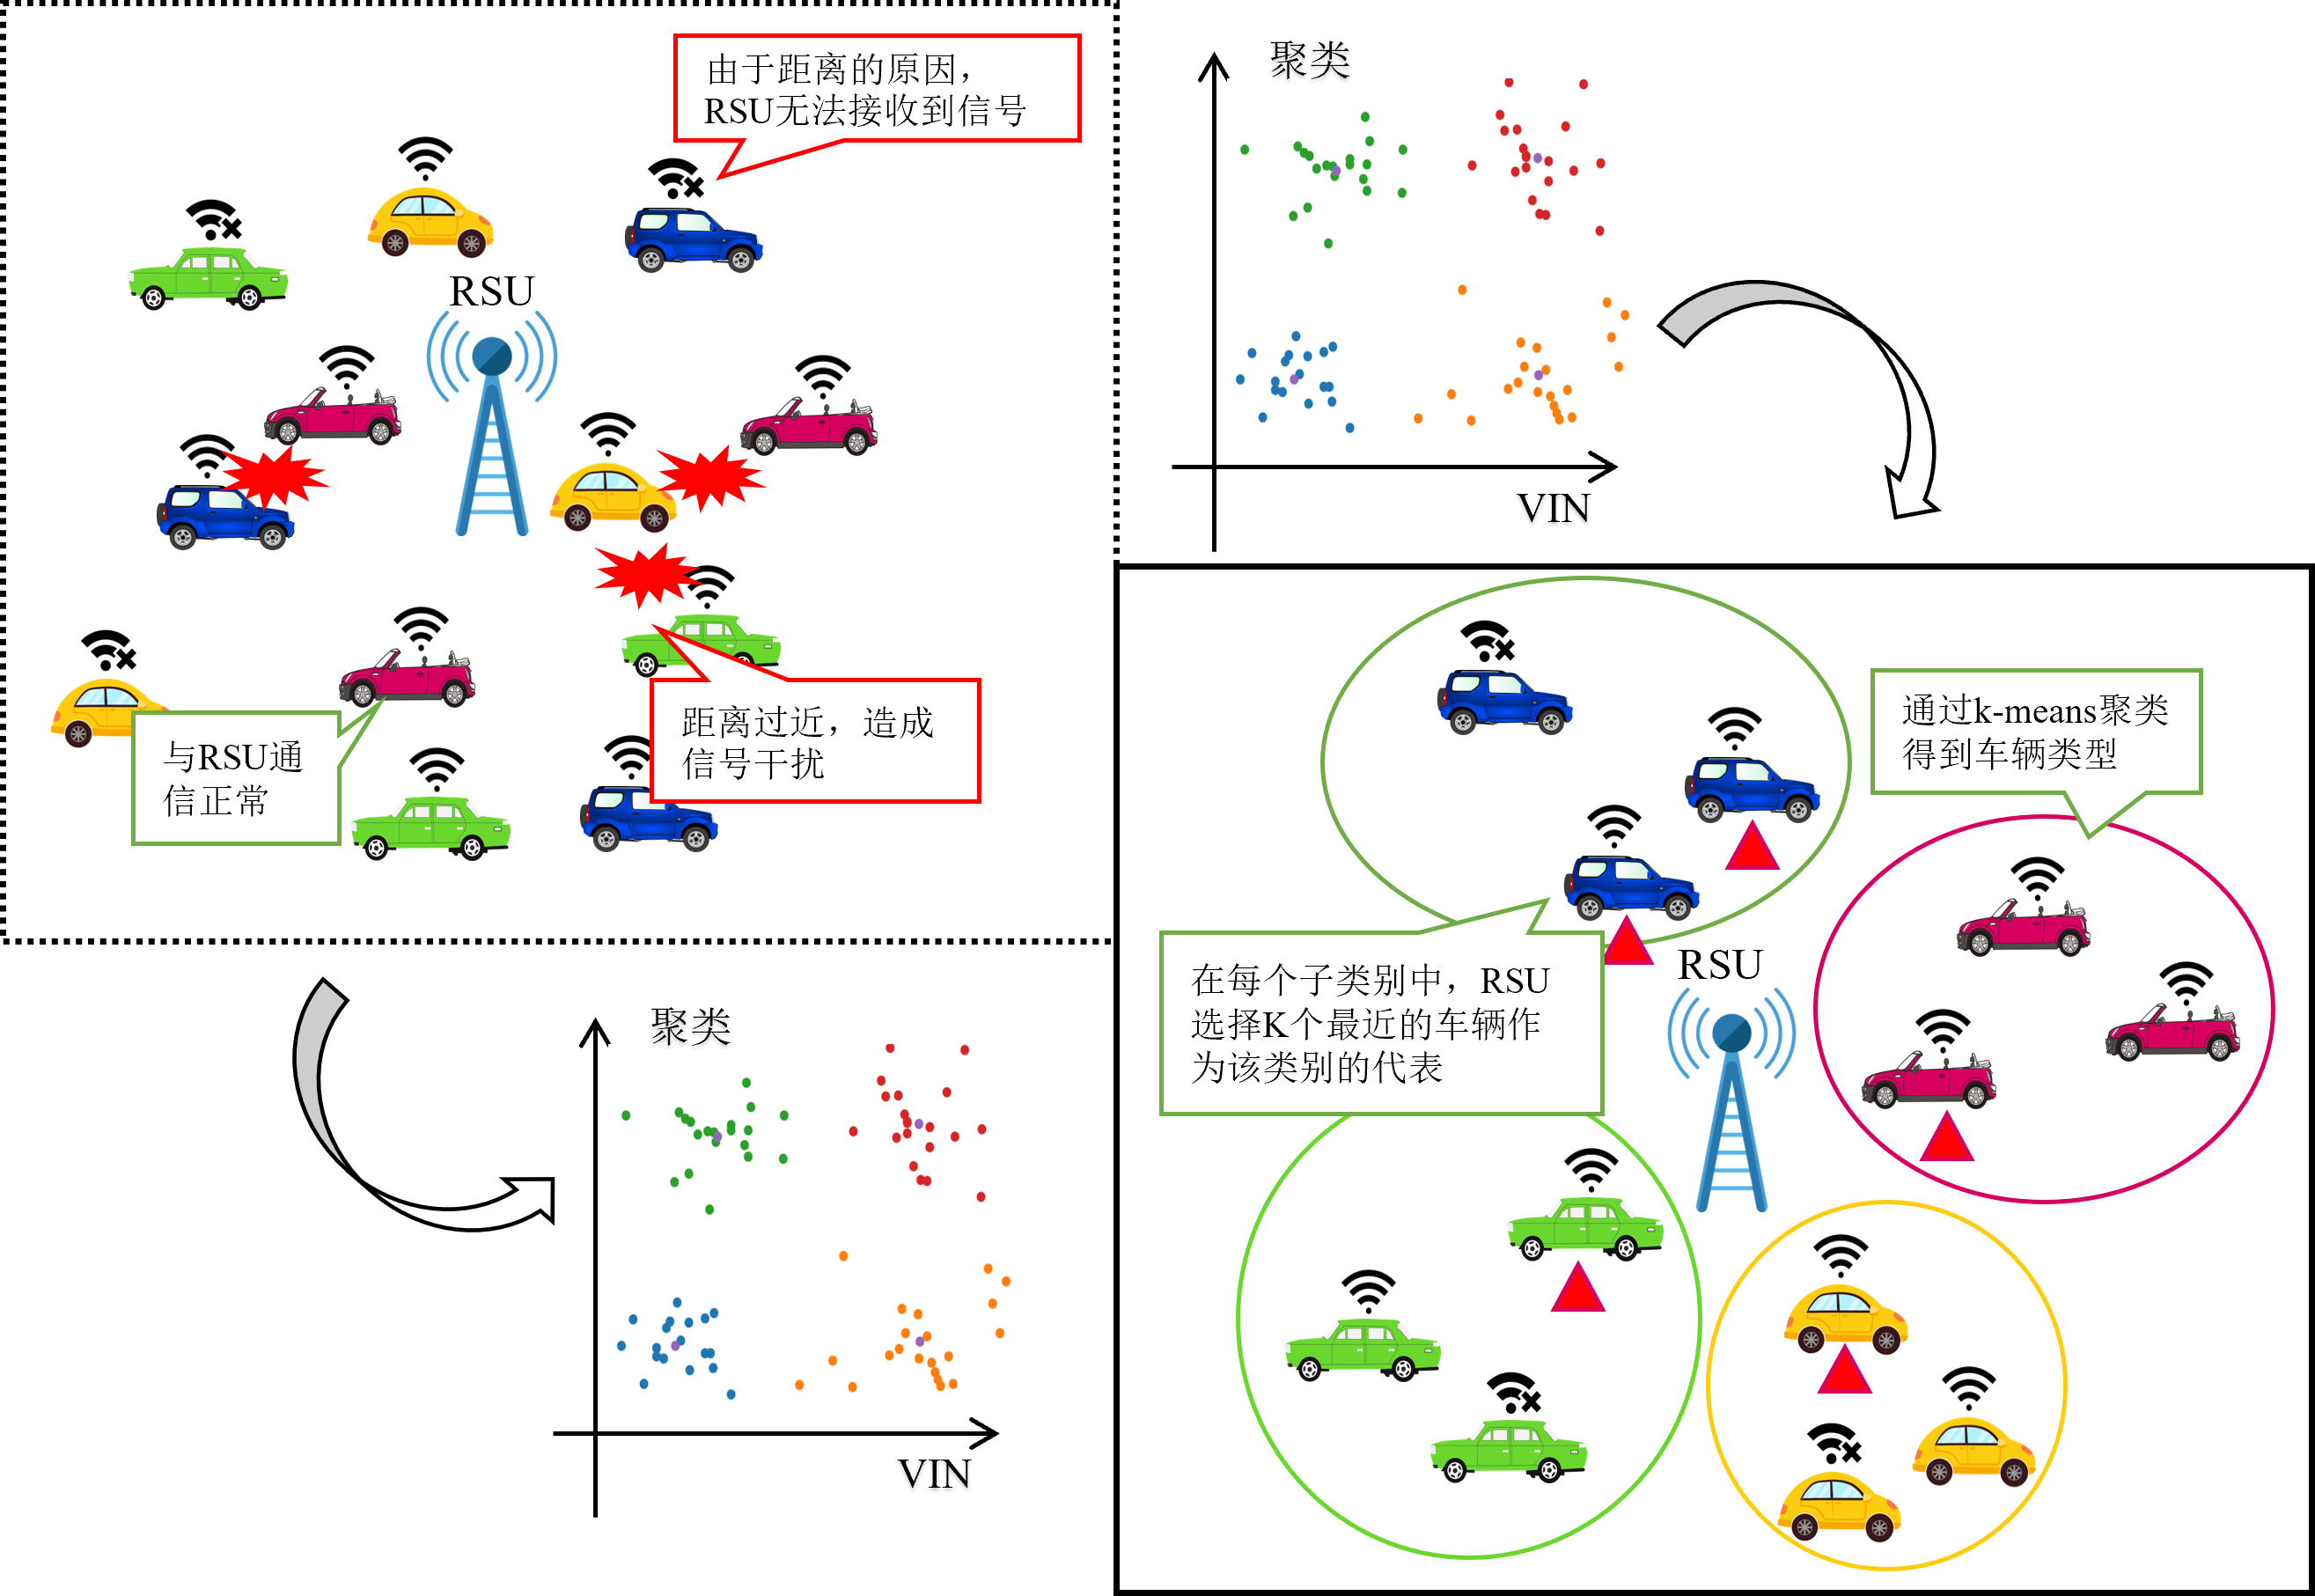 由于距离的原因，
RSU无法接收到信号
RSU
与RSU通
信正常
距离过近，造成
信号干扰
聚类
VIN
聚类
VIN
通过k-means聚类
得到车辆类型
在每个子类别中，RSU
选择K个最近的车辆作
为该类别的代表
RSU